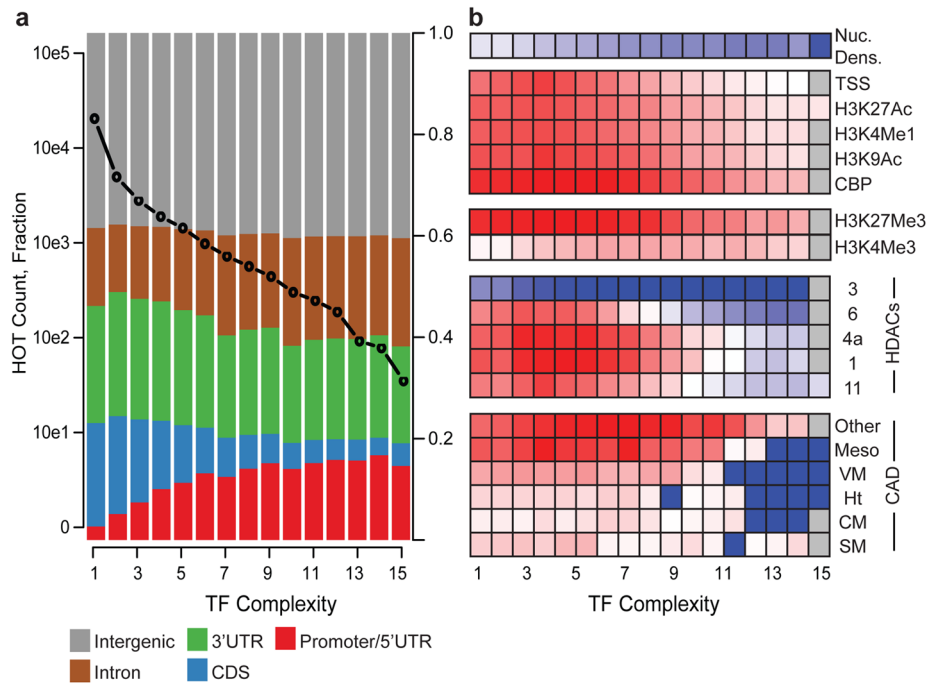 a
b
HOT Count, Fraction
10e5
10e4
10e3
10e2
10e1
0
1.0
0.8
0.6
0.4
0.2
1 3 5 7 9 11 13 15
TF Complexity
Intergenic
3'UTR
Promoter/5'UTR
Intron
CDS
Nuc.
Dens.
TSS
H3K27Ac
H3K4Me1
H3K9Ac
CBP
H3K27Me3
H3K4Me3
3
6
4a
1
11
HDACs
Other
Meso
VM
Ht
CM
SM
CAD
1 3 5 7 9 11 13 15
TF Complexity